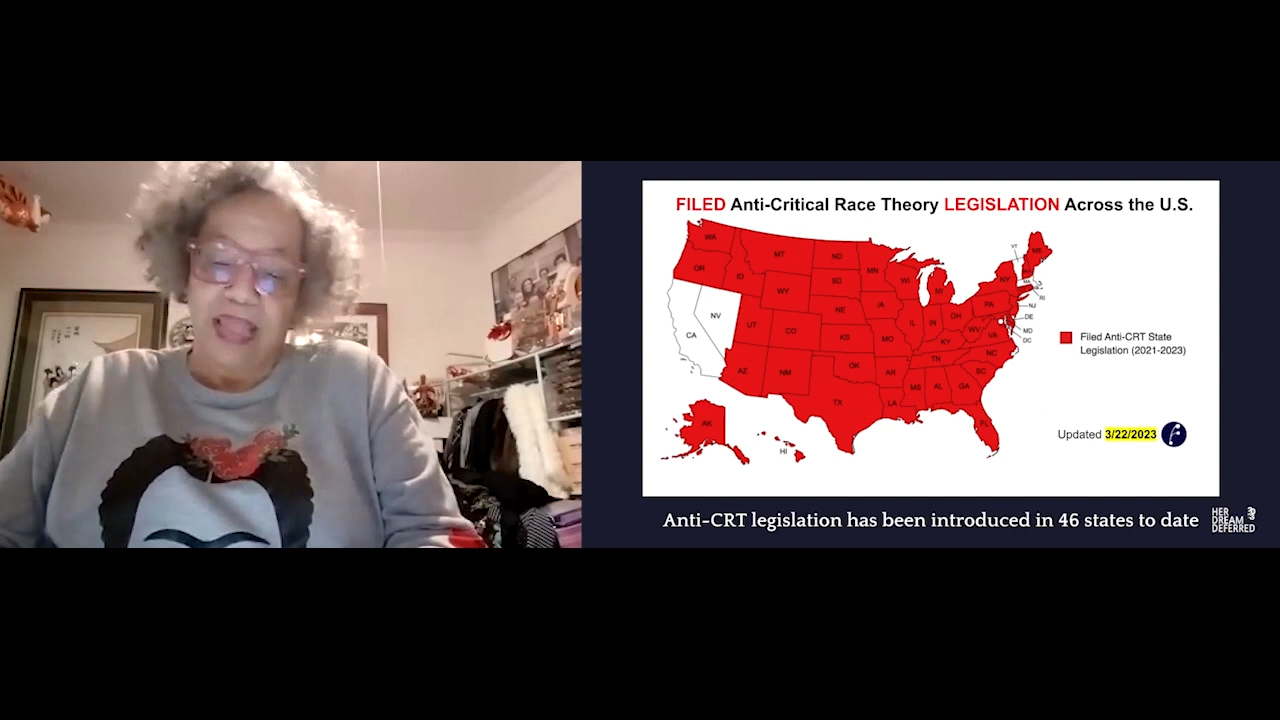 FILED Anti-Critical Race Theory LEGISLATION Across the U.S.
WA
OR
ID
MT
ND
MN
WI
MI
NY
VT
ME
MA
RI
NJ
DE
MD
DC
SD
WY
NE
IA
IL
IN
OH
PA
WV
VA
NV
CA
UT
CO
KS
MO
KY
NC
TN
SC
AZ
NM
OK
AR
MS
AL
GA
TX
LA
FL
AK
HI
Filed Anti-CRT State
Legislation (2021-2023)
Updated 3/22/2023
Anti-CRT legislation has been introduced in 46 states to date
HER
DREAM
DEFERRED